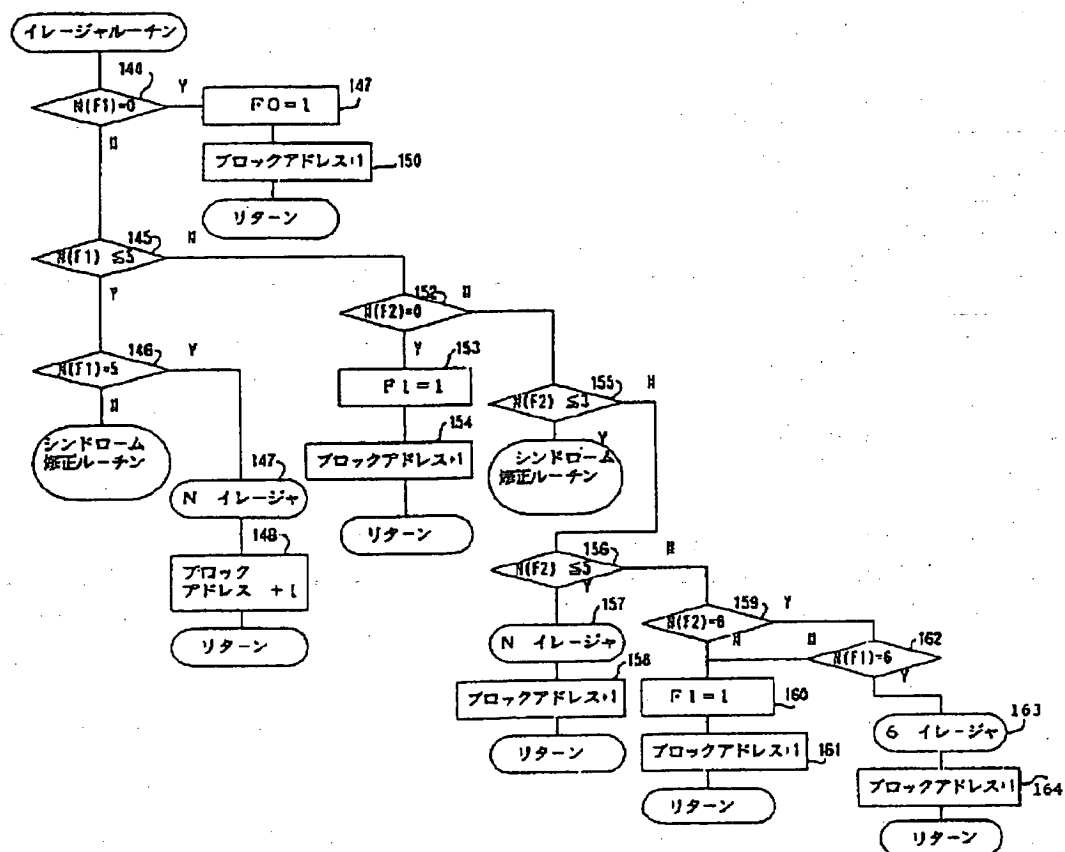 イレージャルーチン
144
N(F1)=0
Y
N
147
F0=1
ブロックアドレス+1
150
リターン
145
N(F1) ≦5
N
Y
146
N(F1)=5
Y
N
シンドローム
矯正ルーチン
147
N イレージャ
148
ブロック
アドレス +1
リターン
152
N(F2)=0
N
Y
153
F1=1
154
ブロックアドレス+1
リターン
155
N(F2) ≦3
N
Y
シンドローム
矯正ルーチン
156
N(F2) ≦5
N
Y
157
N イレージャ
158
ブロックアドレス+1
リターン
159
N(F2)=6
Y
N
160
F1=1
161
ブロックアドレス+1
リターン
162
N(F1)=6
N
Y
163
6 イレージャ
ブロックアドレス+1
164
リターン